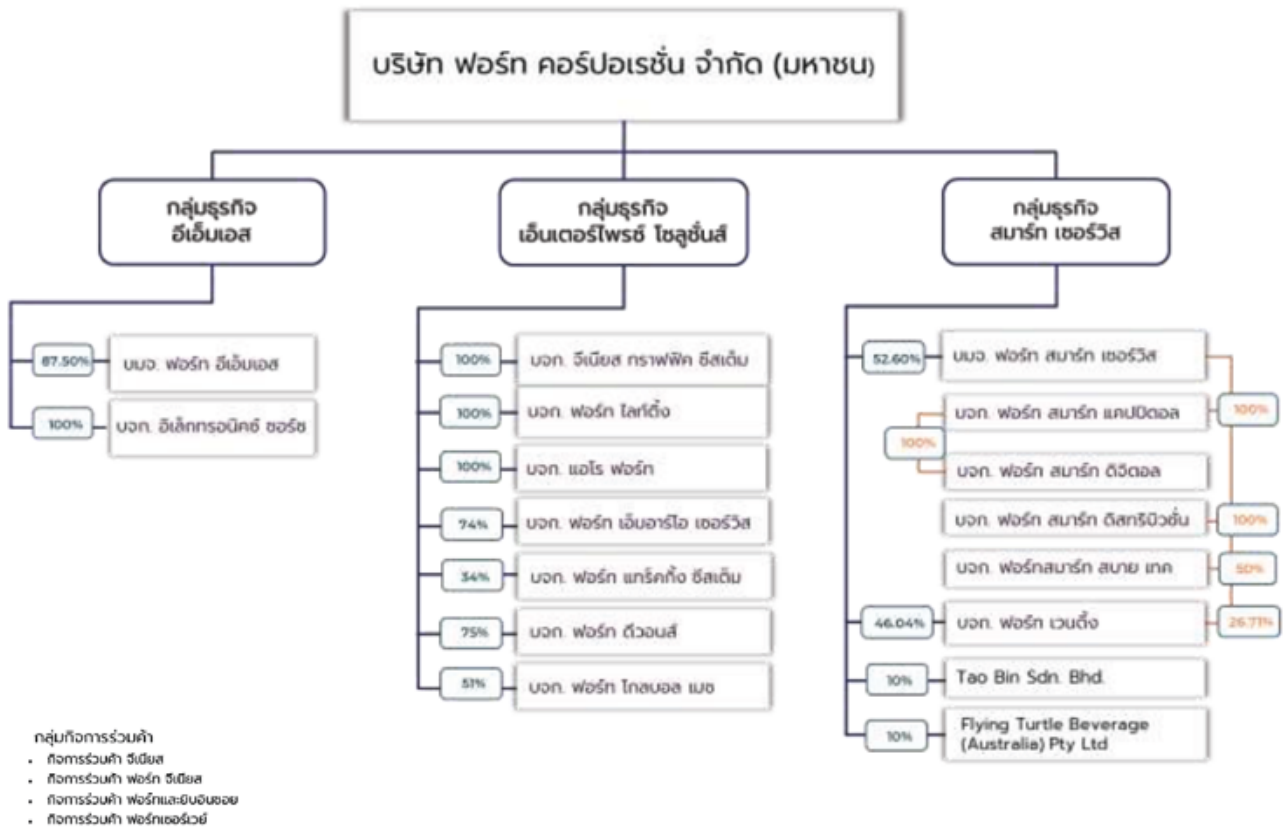 บริษัท ฟอร์ท คอร์ปอเรชั่น จำกัด (มหาชน)
กลุ่มธุรกิจ
อีเอ็มเอส
87.50%
บมจ. ฟอร์ท อีเอ็มเอส
100%
บจก. อิเล็กทรอนิคซ์ ซอร์ซ
กลุ่มธุรกิจ
เอ็นเตอร์ไพรซ์ โซลูชั่นส์
100%
บจก. จีเนียส ทราฟฟิค ซีสเต็ม
100%
บจก. ฟอร์ท ไลท์ติ้ง
100%
บจก. แอโร ฟอร์ท
74%
บจก. ฟอร์ท เอ็มอาร์โอ เซอร์วิส
34%
บจก. ฟอร์ท แทร็คกิ้ง ซีสเต็ม
75%
บจก. ฟอร์ท ดีวอนส์
51%
บจก. ฟอร์ท โกลบอล เมช
กลุ่มธุรกิจ
สมาร์ท เซอร์วิส
52.60%
บมจ. ฟอร์ท สมาร์ท เซอร์วิส
บจก. ฟอร์ท สมาร์ท แคปปิตอล
100%
100%
บจก. ฟอร์ท สมาร์ท ดิจิตอล
บจก. ฟอร์ท สมาร์ท ดิสทริบิวชั่น
100%
บจก. ฟอร์ทสมาร์ท สบาย เทค
50%
46.04%
บจก. ฟอร์ท เวนดิ้ง
26.71%
10%
Tao Bin Sdn. Bhd.
10%
Flying Turtle Beverage
(Australia) Pty Ltd
กลุ่มกิจการร่วมค้า
• กิจการร่วมค้า จีเนียส
• กิจการร่วมค้า ฟอร์ท จีเนียส
• กิจการร่วมค้า ฟอร์ทและยิบอินซอย
• กิจการร่วมค้า ฟอร์ทเซอร์เวย์